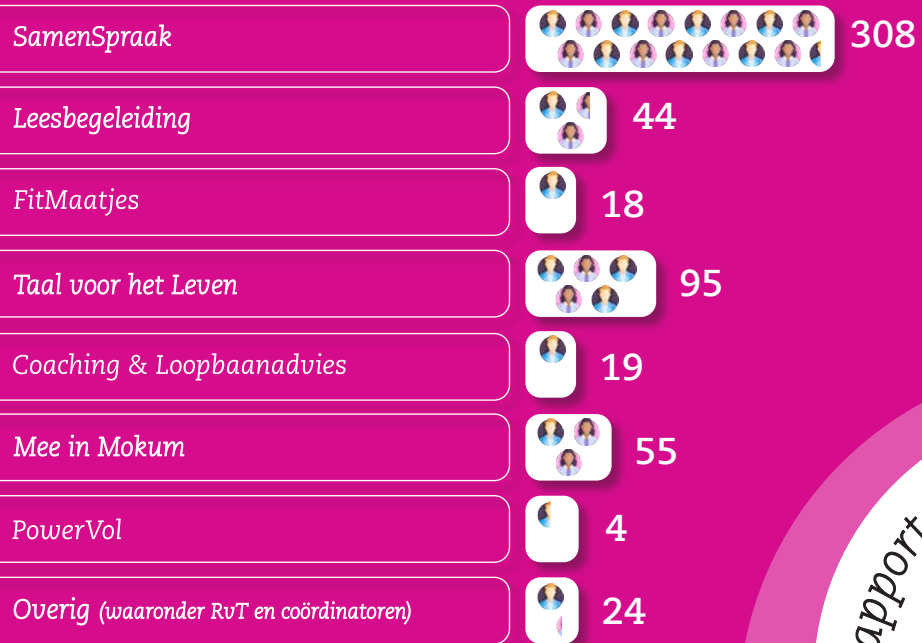 SamenSpraak 308
Leesbegeleiding 44
FitMaatjes 18
Taal voor het Leven 95
Coaching & Loopbaanadvies 19
Mee in Mokum 55
PowerVol 4
Overig (waaronder RvT en coördinatoren) 24
apport